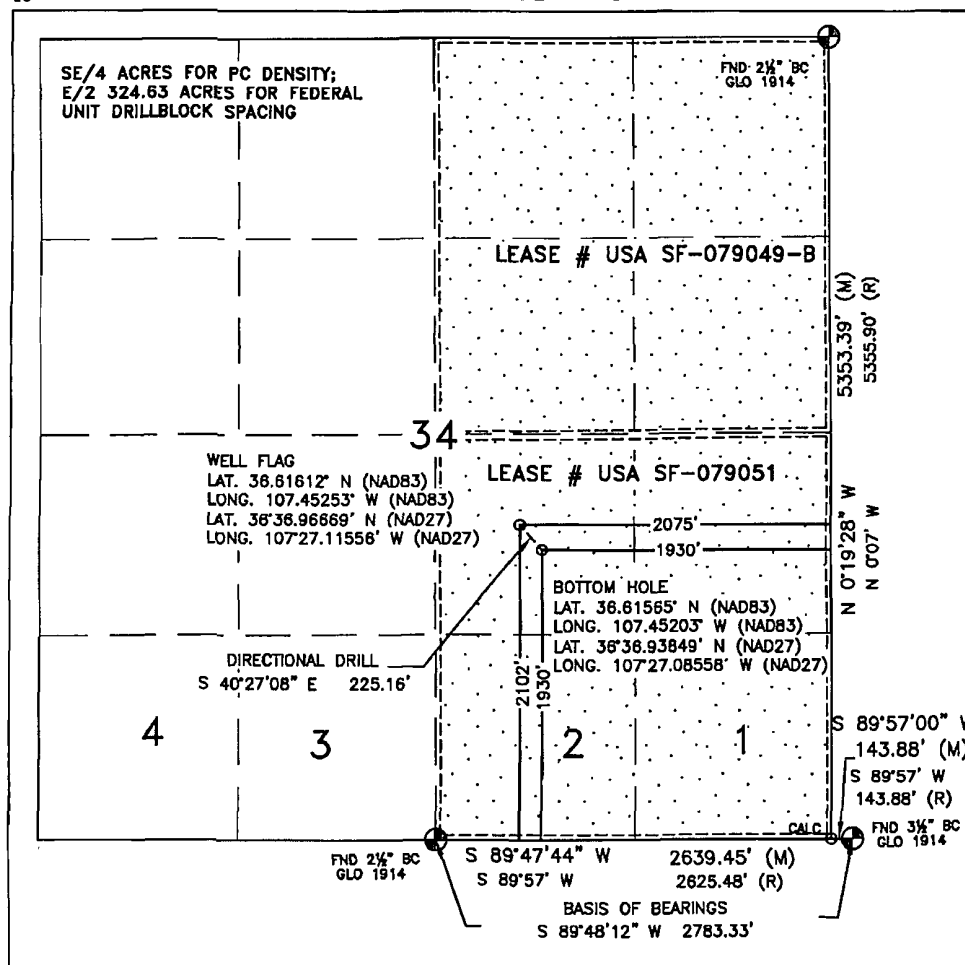 SE/4 ACRES FOR PC DENSITY;
E/2 324.63 ACRES FOR FEDERAL
UNIT DRILLBLOCK SPACING
FND 2½" BC
GLO 1914
LEASE # USA SF-079049-B
5353.39' (M)
5355.90' (R)
34
WELL FLAG
LAT. 36.61612° N (NAD83)
LONG. 107.45253° W (NAD83)
LAT. 36°36.96669' N (NAD27)
LONG. 107°27.11556' W (NAD27)
LEASE # USA SF-079051
2075'
1930'
N 0°19'28" W
N 0°07' W
BOTTOM HOLE
LAT. 36.61565° N (NAD83)
LONG. 107.45203° W (NAD83)
LAT. 36°36.93849' N (NAD27)
LONG. 107°27.08558' W (NAD27)
DIRECTIONAL DRILL
S 40°27'08" E 225.16'
2102'
1930'
4
3
2
1
S 89°57'00" W
143.88' (M)
S 89°57' W
143.88' (R)
CALC
FND 3½" BC
GLO 1914
FND 2½" BC
GLO 1914
S 89°47'44" W 2639.45' (M)
S 89°57' W 2625.48' (R)
BASIS OF BEARINGS
S 89°48'12" W 2783.33'